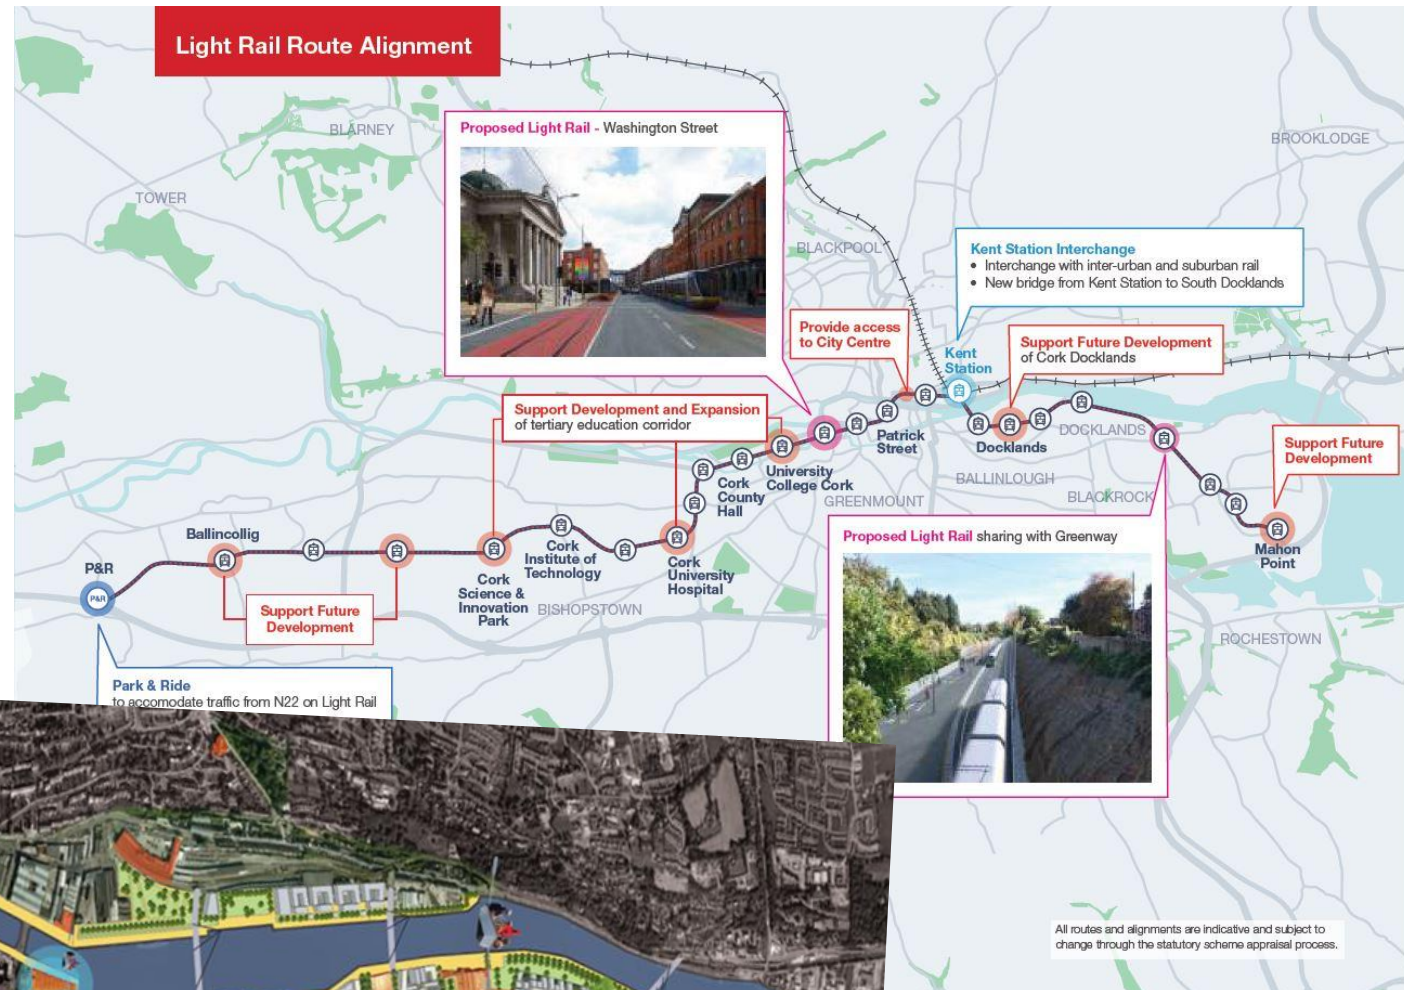 Light Rail Route Alignment
BLARNEY
TOWER
BROOKLODGE
Proposed Light Rail - Washington Street
BLACKPOOL
Kent Station Interchange
• Interchange with inter-urban and suburban rail
• New bridge from Kent Station to South Docklands
Provide access
to City Centre
Kent
Station
Support Future Development
of Cork Docklands
Support Development and Expansion
of tertiary education corridor
Patrick
Street
Docklands
DOCKLANDS
Support Future
Development
University
College Cork
Cork
County
Hall
GREENMOUNT
BALLINLOUGH
BLACKROCK
Ballincollig
P&R
P&R
Cork
Science &
Innovation
Park
Cork
Institute of
Technology
BISHOPSTOWN
Cork
University
Hospital
Support Future
Development
Proposed Light Rail sharing with Greenway
Mahon
Point
ROCHESTOWN
Park & Ride
to accomodate traffic from N22 on Light Rail
All routes and alignments are indicative and subject to
change through the statutory scheme appraisal process.